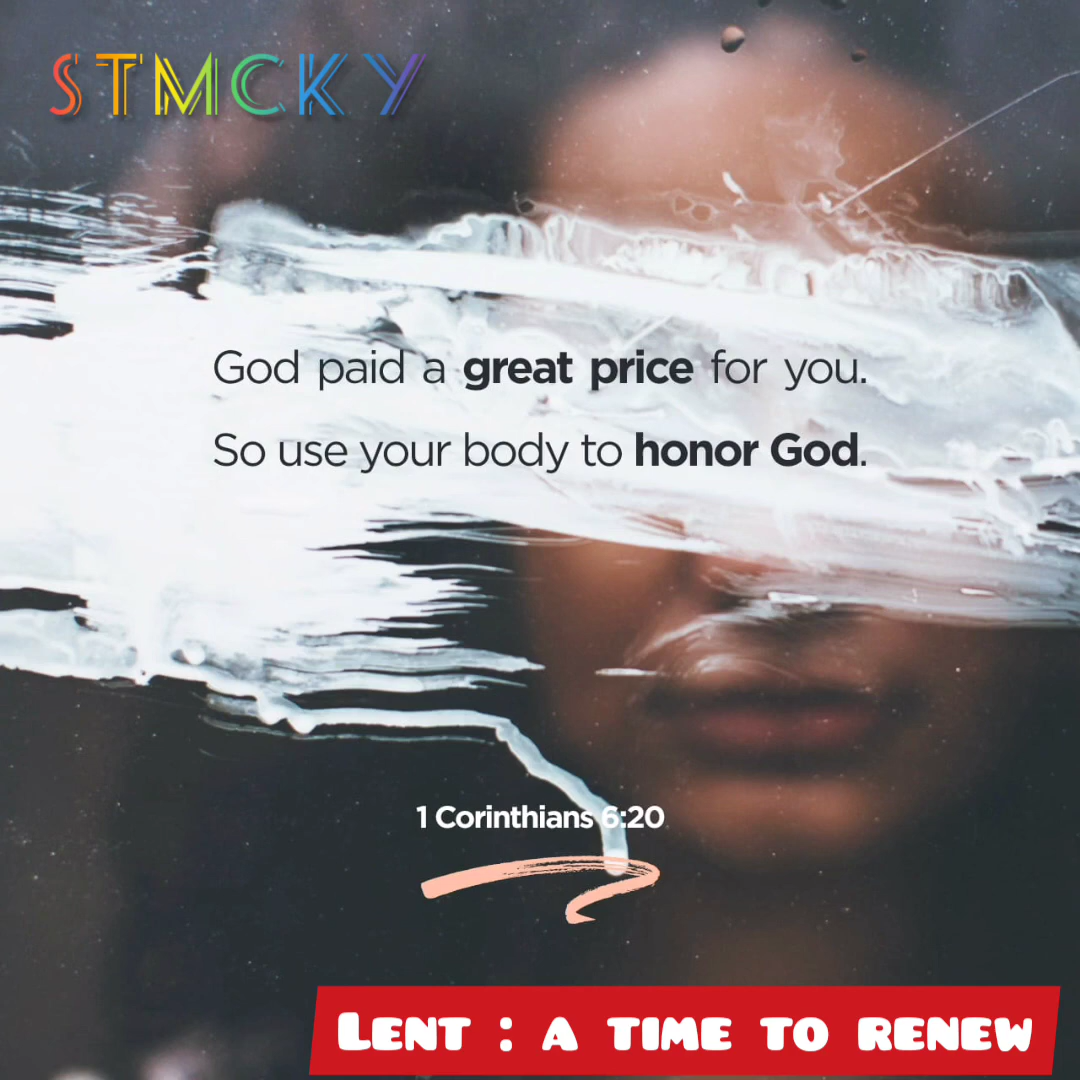 STMCKY
God paid a great price for you.
So use your body to honor God.
1 Corinthians 6:20
LENT : A TIME TO RENEW